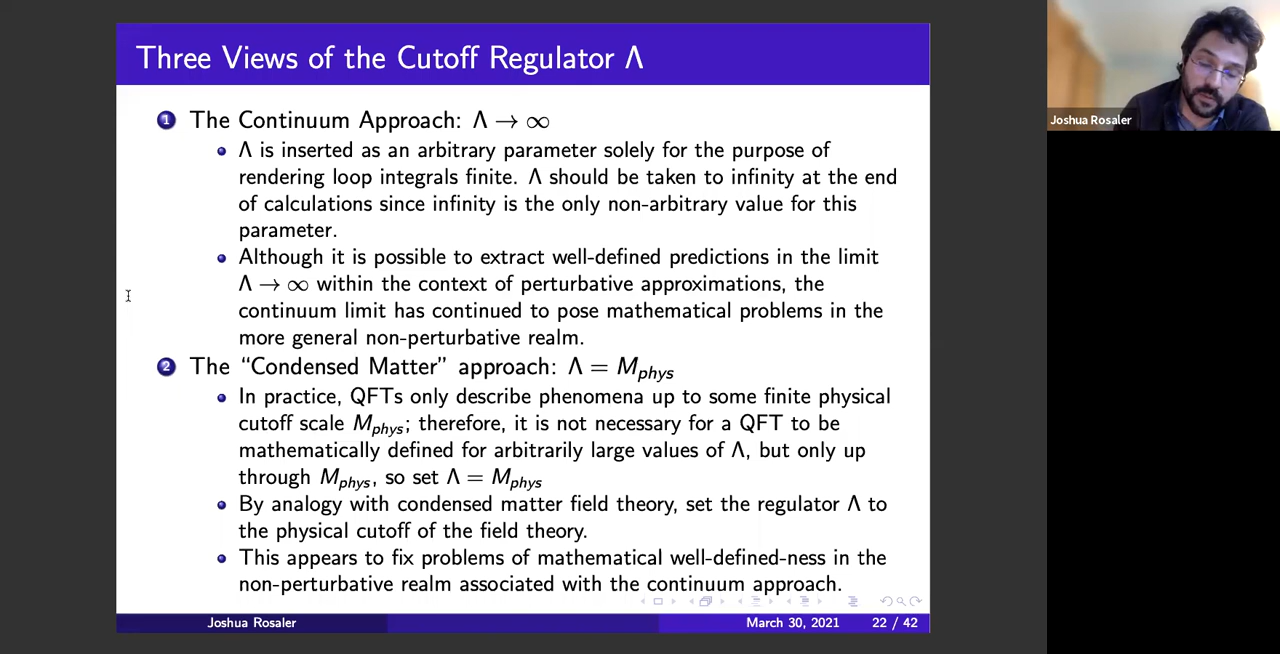 Three Views of the Cutoff Regulator Λ
1 The Continuum Approach: Λ → ∞
Λ is inserted as an arbitrary parameter solely for the purpose of
rendering loop integrals finite. Λ should be taken to infinity at the end
of calculations since infinity is the only non-arbitrary value for this
parameter.
Although it is possible to extract well-defined predictions in the limit
Λ → ∞ within the context of perturbative approximations, the
continuum limit has continued to pose mathematical problems in the
more general non-perturbative realm.
2 The “Condensed Matter” approach: Λ = M_phys
In practice, QFTs only describe phenomena up to some finite physical
cutoff scale M_phys; therefore, it is not necessary for a QFT to be
mathematically defined for arbitrarily large values of Λ, but only up
through M_phys, so set Λ = M_phys
By analogy with condensed matter field theory, set the regulator Λ to
the physical cutoff of the field theory.
This appears to fix problems of mathematical well-defined-ness in the
non-perturbative realm associated with the continuum approach.
Joshua Rosaler March 30, 2021 22 / 42
Joshua Rosaler